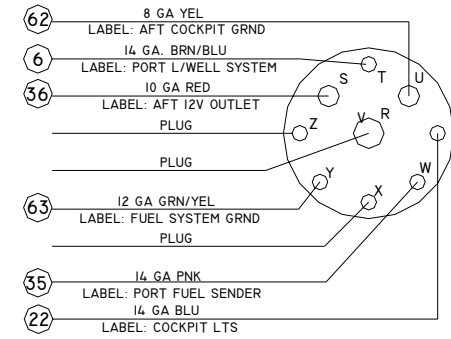 62
8 GA YEL
LABEL: AFT COCKPIT GRND
6
14 GA. BRN/BLU
LABEL: PORT L/WELL SYSTEM
36
10 GA RED
LABEL: AFT 12V OUTLET
PLUG
PLUG
63
12 GA GRN/YEL
LABEL: FUEL SYSTEM GRND
PLUG
35
14 GA PNK
LABEL: PORT FUEL SENDER
22
14 GA BLU
LABEL: COCKPIT LTS
S T U
Z V R
Y X W